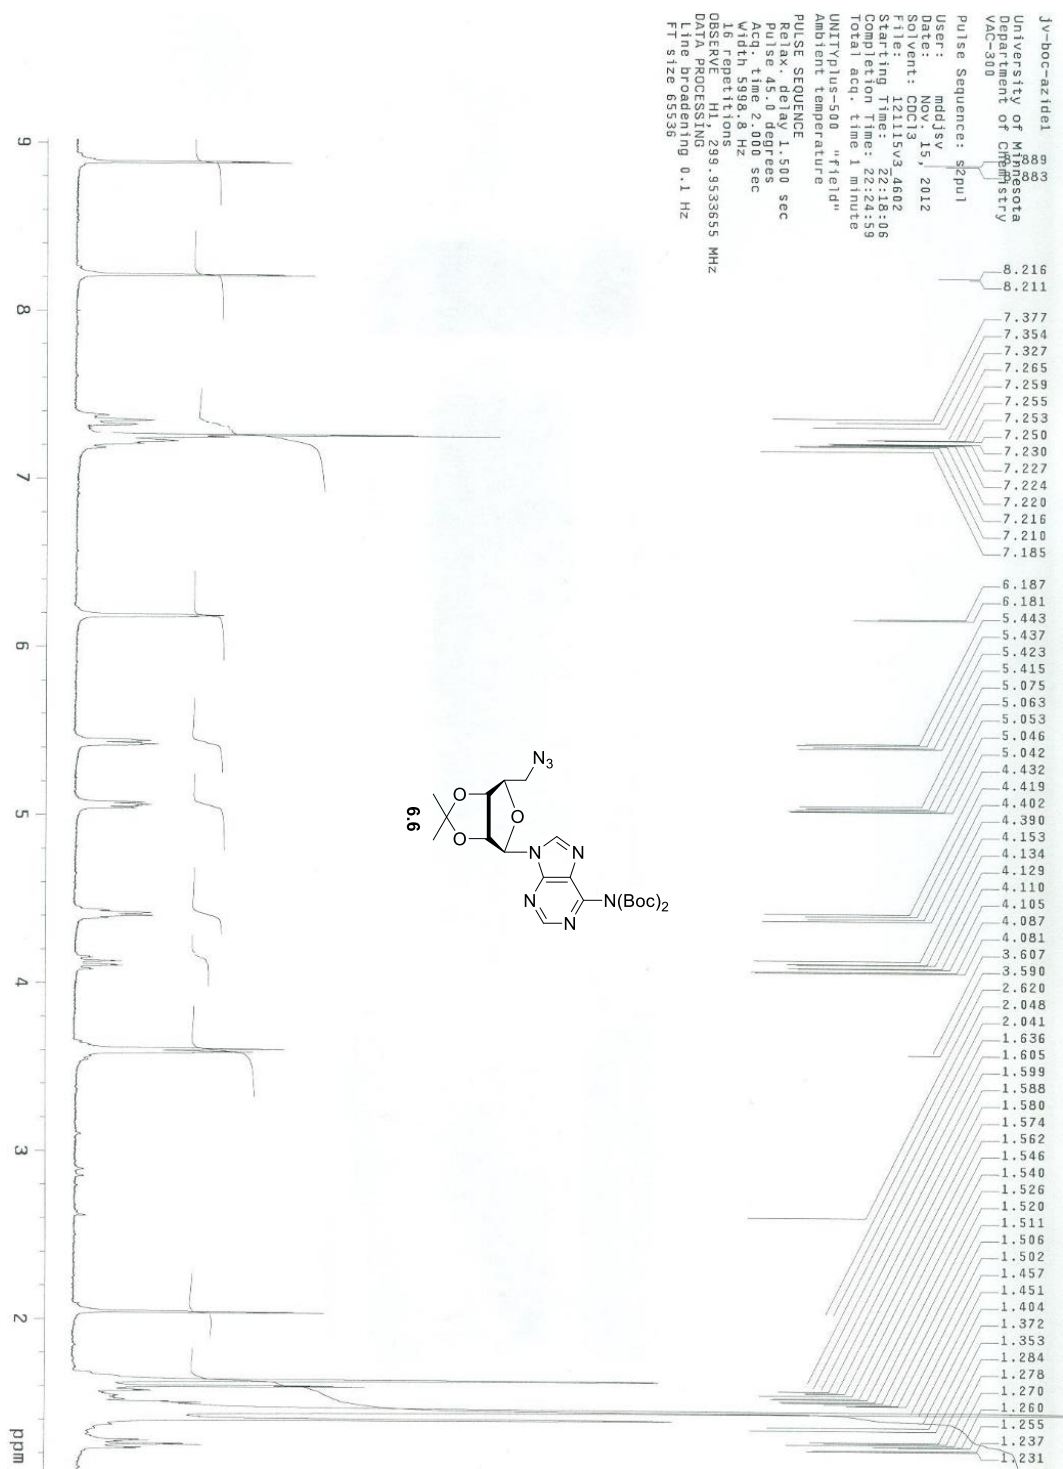 jv-boc-azide1
University of Minnesota
Department of Chemistry
VAC-300
Pulse Sequence: s2pul
User: mddjsv
Date: Nov. 15, 2012
Solvent: CDCl3
File: 121115v3_4602
Starting Time: 22:18:06
Completion Time: 22:24:59
Total acq. time 1 minute
UNITYplus-500 "field"
Ambient temperature
PULSE SEQUENCE
Relax. delay 1.500 sec
Pulse 45.0 degrees
Acq. time 2.000 sec
Width 5998.8 Hz
16 repetitions
OBSERVE H1, 299.9533655 MHz
DATA PROCESSING
Line broadening 0.1 Hz
FT size 65536
8.889
8.883
8.216
8.211
7.377
7.354
7.327
7.265
7.259
7.255
7.253
7.250
7.230
7.227
7.224
7.220
7.216
7.210
7.185
6.187
6.181
5.443
5.437
5.423
5.415
5.075
5.063
5.053
5.046
5.042
4.432
4.419
4.402
4.390
4.153
4.134
4.129
4.110
4.105
4.087
4.081
3.607
3.590
2.620
2.048
2.041
1.636
1.605
1.599
1.588
1.580
1.574
1.562
1.546
1.540
1.526
1.520
1.511
1.506
1.502
1.457
1.451
1.404
1.372
1.353
1.284
1.278
1.270
1.260
1.255
1.237
1.231
N3
O
O
O
N
N
N
N
N(Boc)2
6.6
9
8
7
6
5
4
3
2
ppm